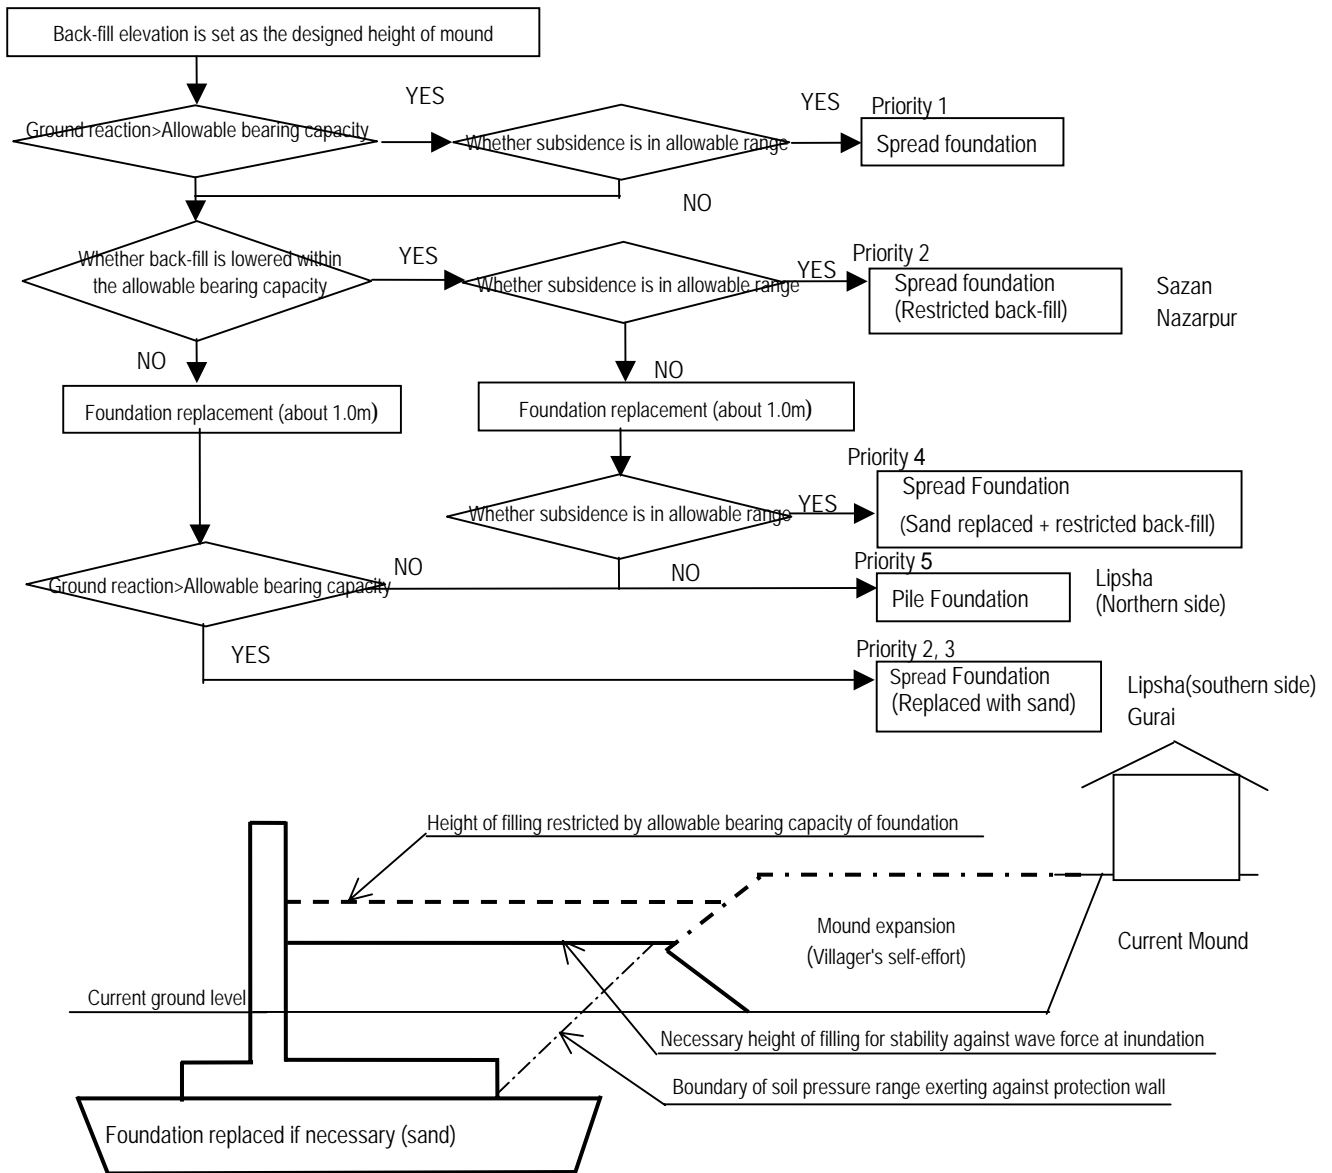 Back-fill elevation is set as the designed height of mound
YES
YES
Priority 1
Ground reaction>Allowable bearing capacity
Whether subsidence is in allowable range
Spread foundation
NO
Whether back-fill is lowered within
the allowable bearing capacity
YES
Whether subsidence is in allowable range
YES
Priority 2
Spread foundation
(Restricted back-fill)
Sazan
Nazarpur
NO
NO
Foundation replacement (about 1.0m)
Foundation replacement (about 1.0m)
Priority 4
Whether subsidence is in allowable range
YES
Spread Foundation
(Sand replaced + restricted back-fill)
Ground reaction>Allowable bearing capacity
NO
NO
Priority 5
Pile Foundation
Lipsha
(Northern side)
YES
Priority 2, 3
Spread Foundation
(Replaced with sand)
Lipsha(southern side)
Gurai
Height of filling restricted by allowable bearing capacity of foundation
Mound expansion
(Villager's self-effort)
Current Mound
Current ground level
Necessary height of filling for stability against wave force at inundation
Boundary of soil pressure range exerting against protection wall
Foundation replaced if necessary (sand)